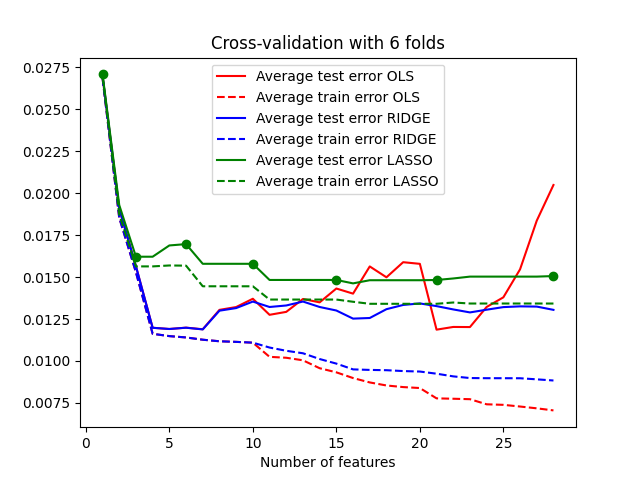 Cross-validation with 6 folds
0.0275
0.0250
0.0225
0.0200
0.0175
0.0150
0.0125
0.0100
0.0075
Average test error OLS
Average train error OLS
Average test error RIDGE
Average train error RIDGE
Average test error LASSO
Average train error LASSO
0 5 10 15 20 25
Number of features